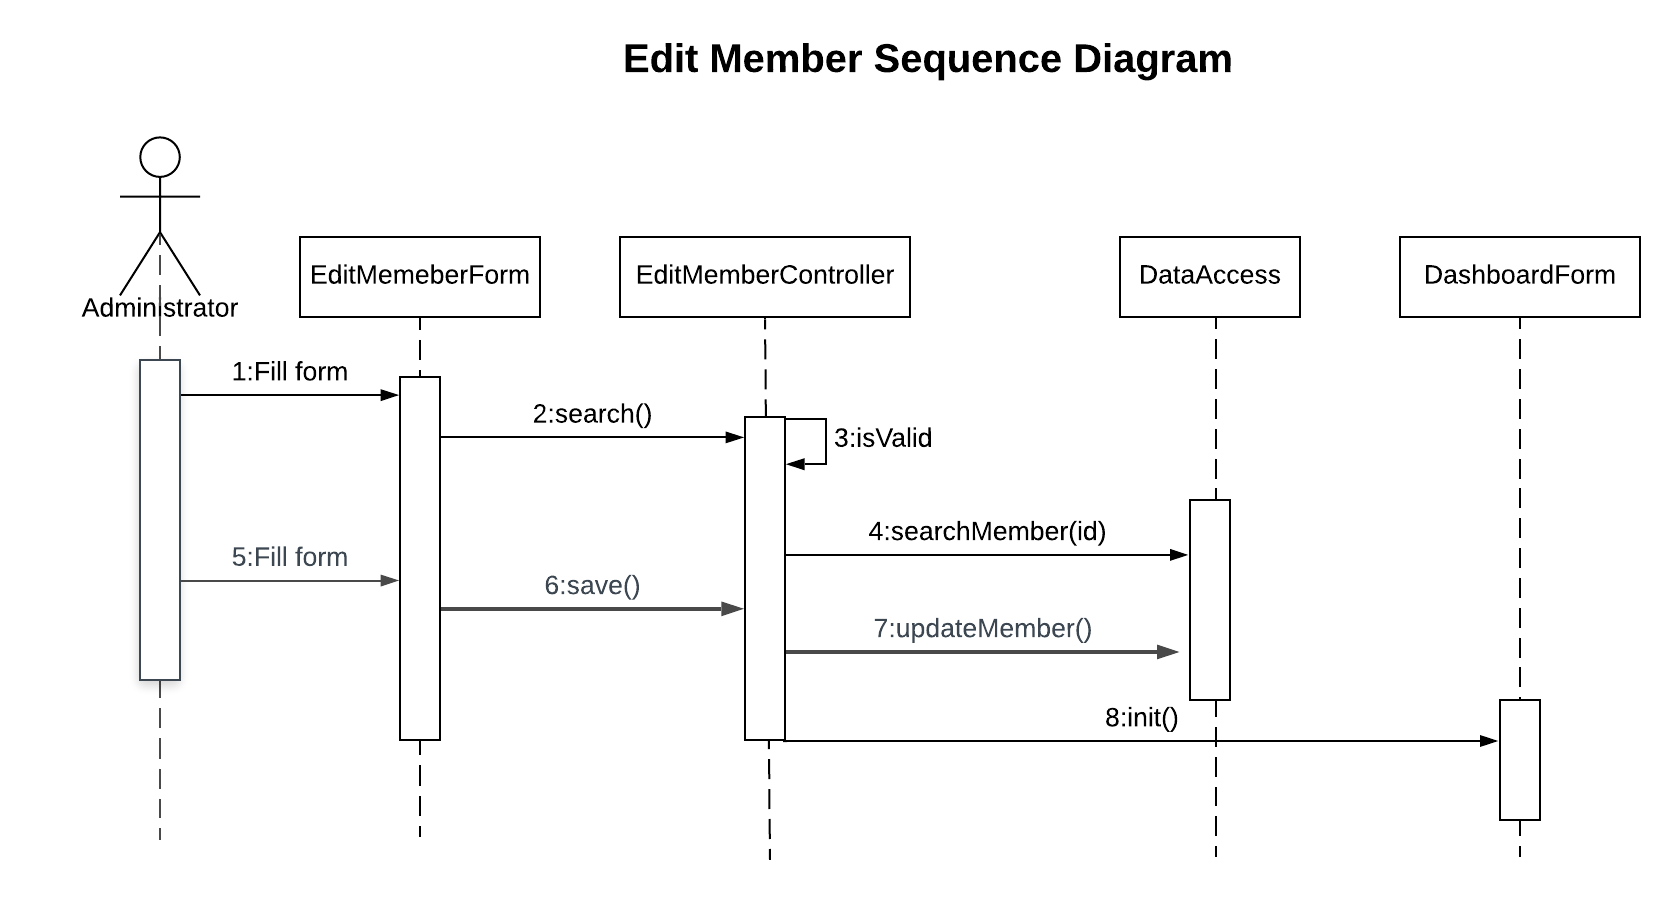 Edit Member Sequence Diagram
Administrator
EditMemeberForm
EditMemberController
DataAccess
DashboardForm
1:Fill form
2:search()
3:isValid
4:searchMember(id)
5:Fill form
6:save()
7:updateMember()
8:init()